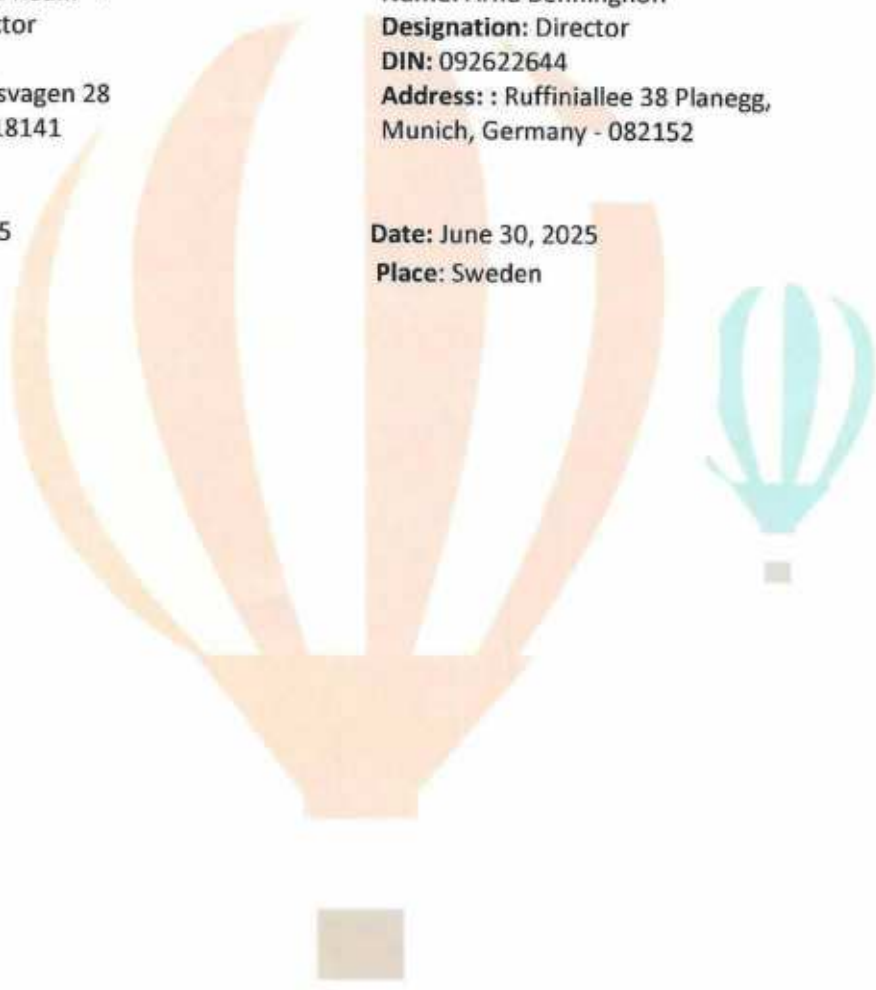 ctor
svagen 28
18141
5
Designation: Director
DIN: 092622644
Address: : Ruffiniallee 38 Planegg,
Munich, Germany - 082152
Date: June 30, 2025
Place: Sweden